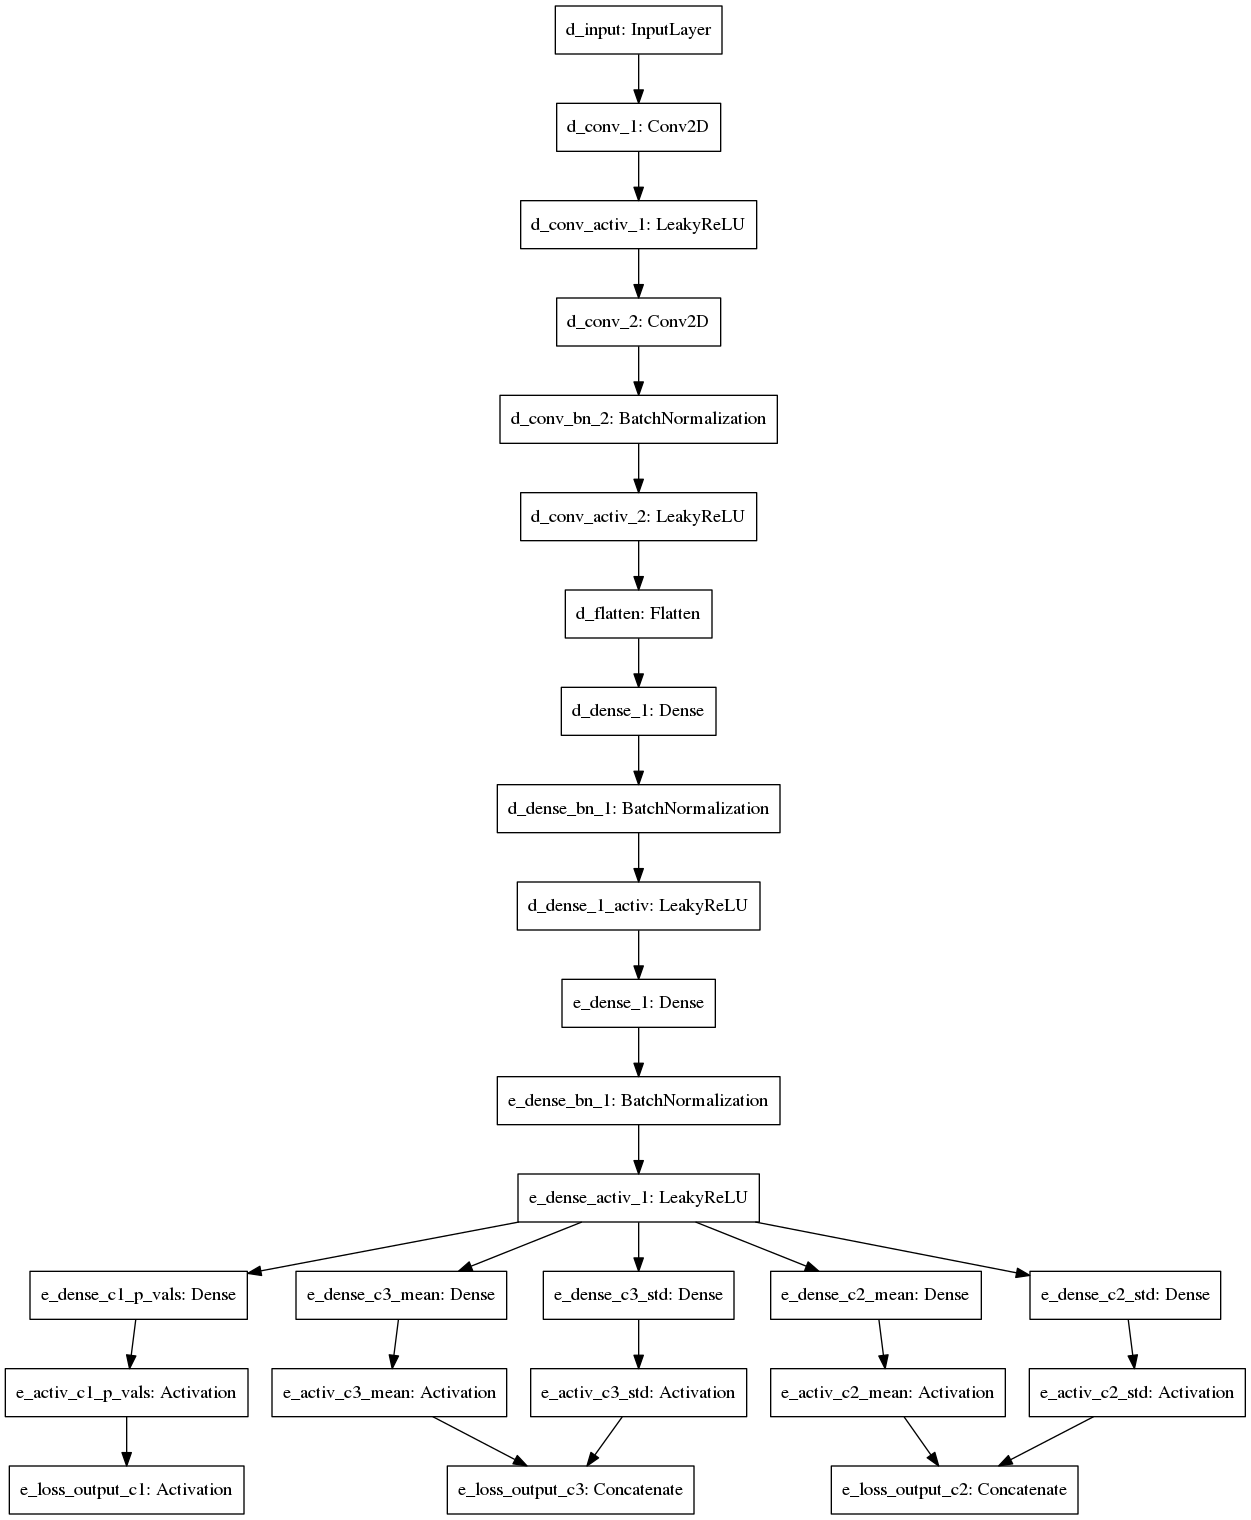 d_input: InputLayer
d_conv_1: Conv2D
d_conv_activ_1: LeakyReLU
d_conv_2: Conv2D
d_conv_bn_2: BatchNormalization
d_conv_activ_2: LeakyReLU
d_flatten: Flatten
d_dense_1: Dense
d_dense_bn_1: BatchNormalization
d_dense_1_activ: LeakyReLU
e_dense_1: Dense
e_dense_bn_1: BatchNormalization
e_dense_activ_1: LeakyReLU
e_dense_c1_p_vals: Dense
e_dense_c3_mean: Dense
e_dense_c3_std: Dense
e_dense_c2_mean: Dense
e_dense_c2_std: Dense
e_activ_c1_p_vals: Activation
e_activ_c3_mean: Activation
e_activ_c3_std: Activation
e_activ_c2_mean: Activation
e_activ_c2_std: Activation
e_loss_output_c1: Activation
e_loss_output_c3: Concatenate
e_loss_output_c2: Concatenate